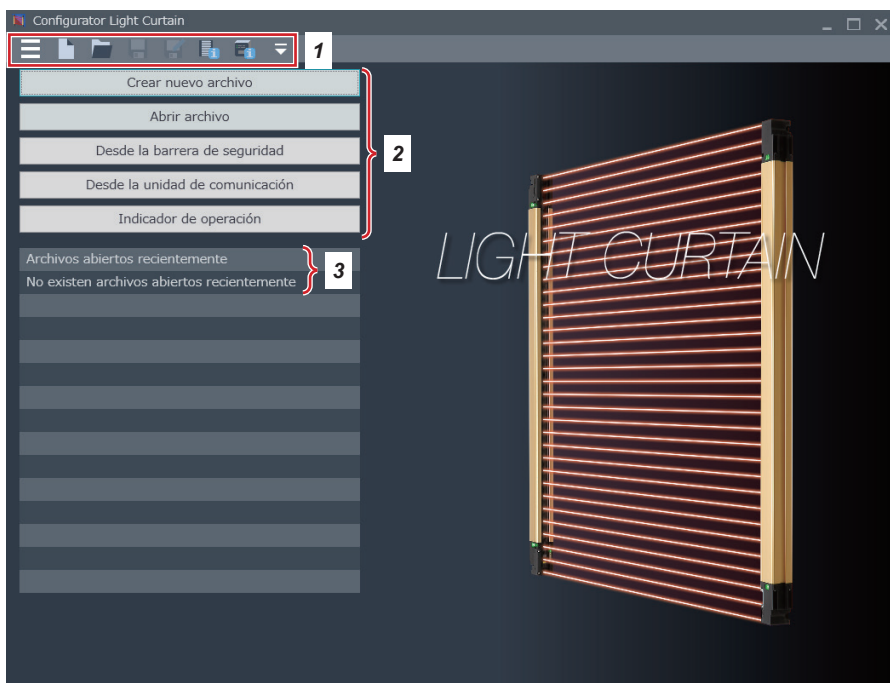 Configurator Light Curtain
1
Crear nuevo archivo
Abrir archivo
Desde la barrera de seguridad
2
Desde la unidad de comunicación
Indicador de operación
Archivos abiertos recientemente
3
No existen archivos abiertos recientemente
LIGHT CURTAIN